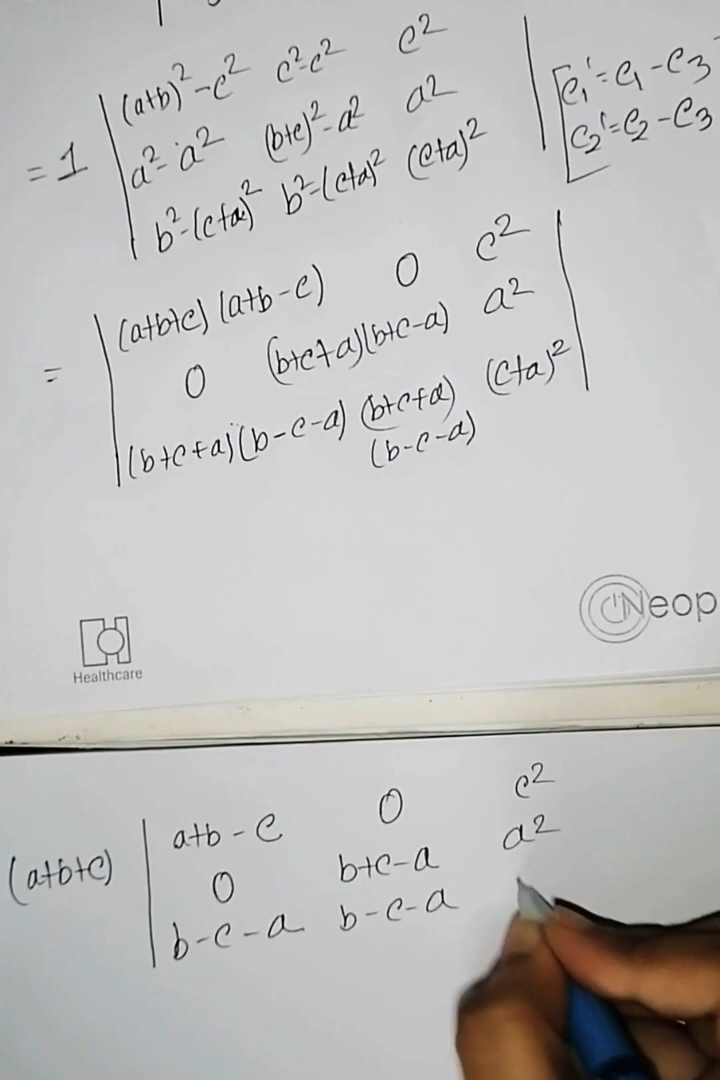 = 1 | (a+b)²-c² c²-c² c² | [C₁'=C₁-C₃
a²-a² (b+c)²-a² a² C₂'=C₂-C₃
b²-(c+a)² b²-(c+a)² (c+a)²
= | (a+b+c)(a+b-c) 0 c² |
0 (b+c+a)(b+c-a) a²
(b+c+a)(b-c-a) (b+c+a) (c+a)²
(b-c-a)
Healthcare
Neop
(a+b+c) | a+b-c 0 c²
0 b+c-a a²
b-c-a b-c-a